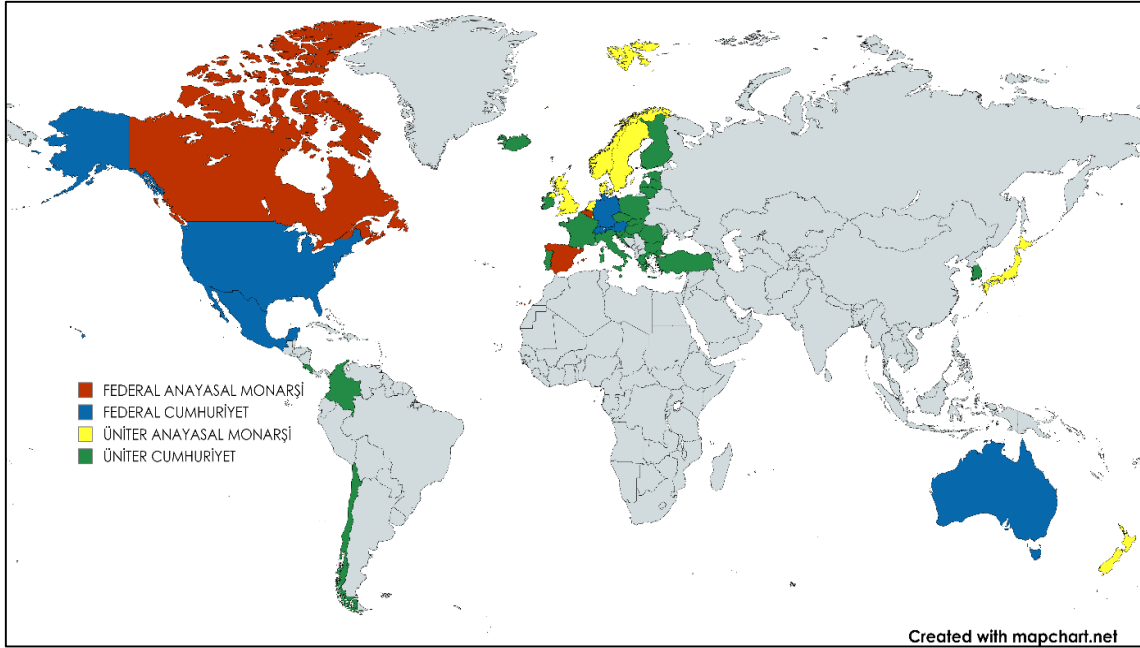 FEDERAL ANAYASAL MONARŞİ
FEDERAL CUMHURİYET
ÜNİTER ANAYASAL MONARŞİ
ÜNİTER CUMHURİYET
Created with mapchart.net